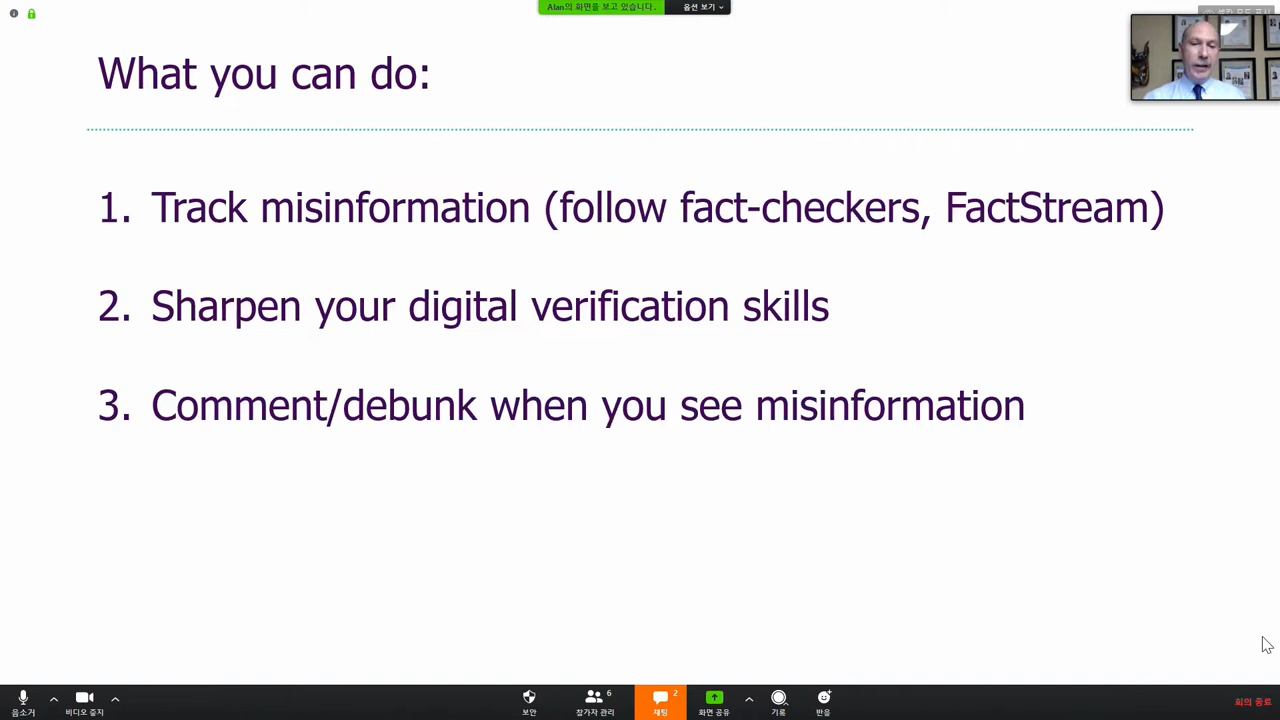 Alan의 화면을 보고 있습니다.
옵션 보기
What you can do:
1. Track misinformation (follow fact-checkers, FactStream)
2. Sharpen your digital verification skills
3. Comment/debunk when you see misinformation
음소거
비디오 중지
보안
6
참가자 관리
2
채팅
화면 공유
기록
반응
회의 종료